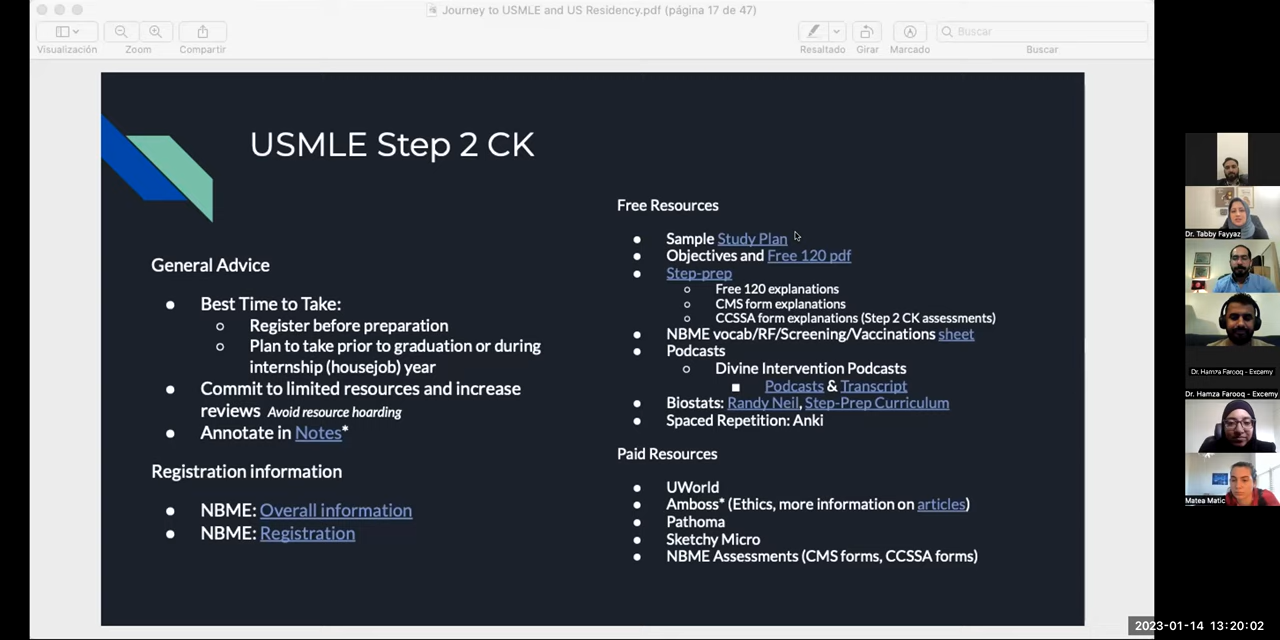 Journey to USMLE and US Residency.pdf (página 17 de 47)
Visualización
Zoom
Compartir
Resaltado
Girar
Marcado
Buscar
Buscar
USMLE Step 2 CK
General Advice
Best Time to Take:
Register before preparation
Plan to take prior to graduation or during
internship (housejob) year
Commit to limited resources and increase
reviews Avoid resource hoarding
Annotate in Notes*
Registration information
NBME: Overall information
NBME: Registration
Free Resources
Sample Study Plan
Objectives and Free 120 pdf
Step-prep
Free 120 explanations
CMS form explanations
CCSSA form explanations (Step 2 CK assessments)
NBME vocab/RF/Screening/Vaccinations sheet
Podcasts
Divine Intervention Podcasts
Podcasts & Transcript
Biostats: Randy Neil, Step-Prep Curriculum
Spaced Repetition: Anki
Paid Resources
UWorld
Amboss* (Ethics, more information on articles)
Pathoma
Sketchy Micro
NBME Assessments (CMS forms, CCSSA forms)
Dr. Tabby Fayyaz
Dr. Hamza Farooq - Excemy
Dr. Hamza Farooq - Excemy
Matea Matic
2023-01-14 13:20:02